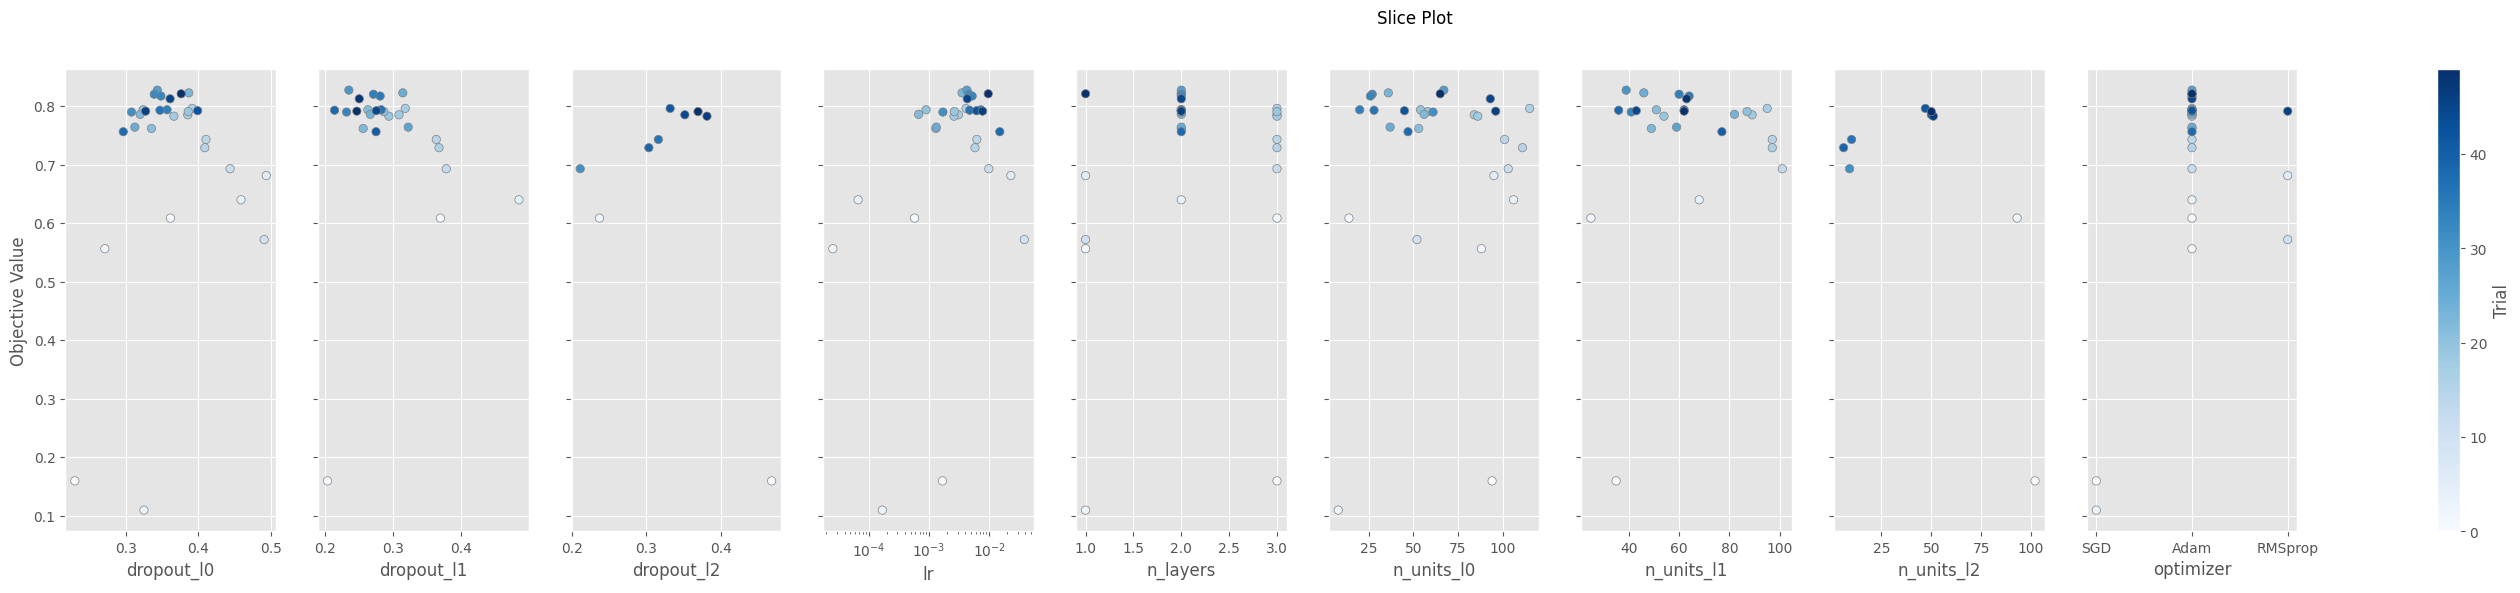 Slice Plot
Objective Value
0.8
0.7
0.6
0.5
0.4
0.3
0.2
0.1
0.3 0.4 0.5
dropout_l0
0.2 0.3 0.4
dropout_l1
0.2 0.3 0.4
dropout_l2
10⁻⁴ 10⁻³ 10⁻²
lr
1.0 1.5 2.0 2.5 3.0
n_layers
25 50 75 100
n_units_l0
40 60 80 100
n_units_l1
25 50 75 100
n_units_l2
SGD Adam RMSprop
optimizer
40
30
20
10
0
Trial